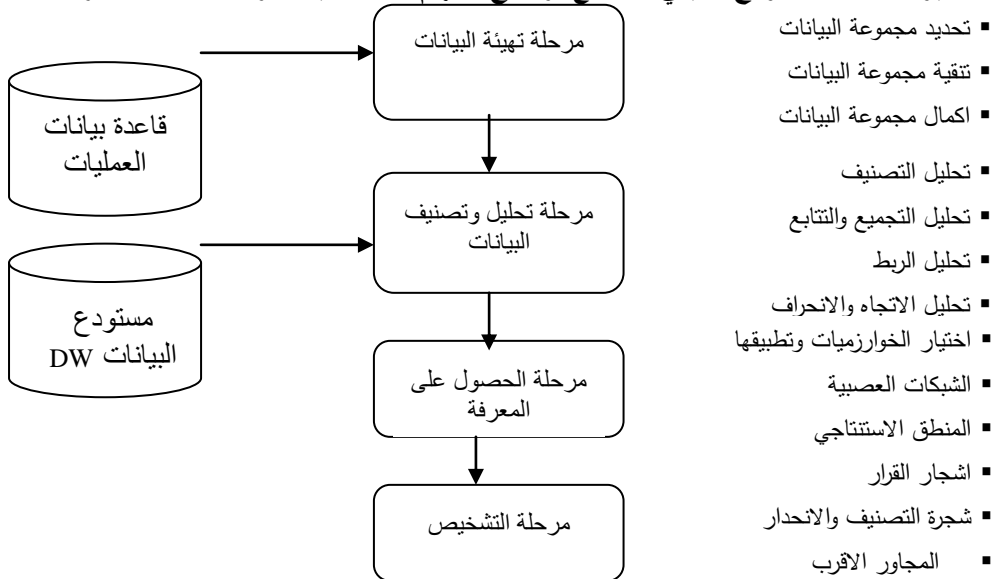 مرحلة تهيئة البيانات
▪ تحديد مجموعة البيانات
▪ تنقية مجموعة البيانات
▪ اكمال مجموعة البيانات
قاعدة بيانات
العمليات
▪ تحليل التصنيف
مرحلة تحليل وتصنيف
البيانات
▪ تحليل التجميع والتتابع
▪ تحليل الربط
مستودع
البيانات DW
▪ تحليل الاتجاه والانحراف
▪ اختيار الخوارزميات وتطبيقها
مرحلة الحصول على
المعرفة
▪ الشبكات العصبية
▪ المنطق الاستنتاجي
▪ اشجار القرار
مرحلة التشخيص
▪ شجرة التصنيف والانحدار
▪ المجاور الاقرب